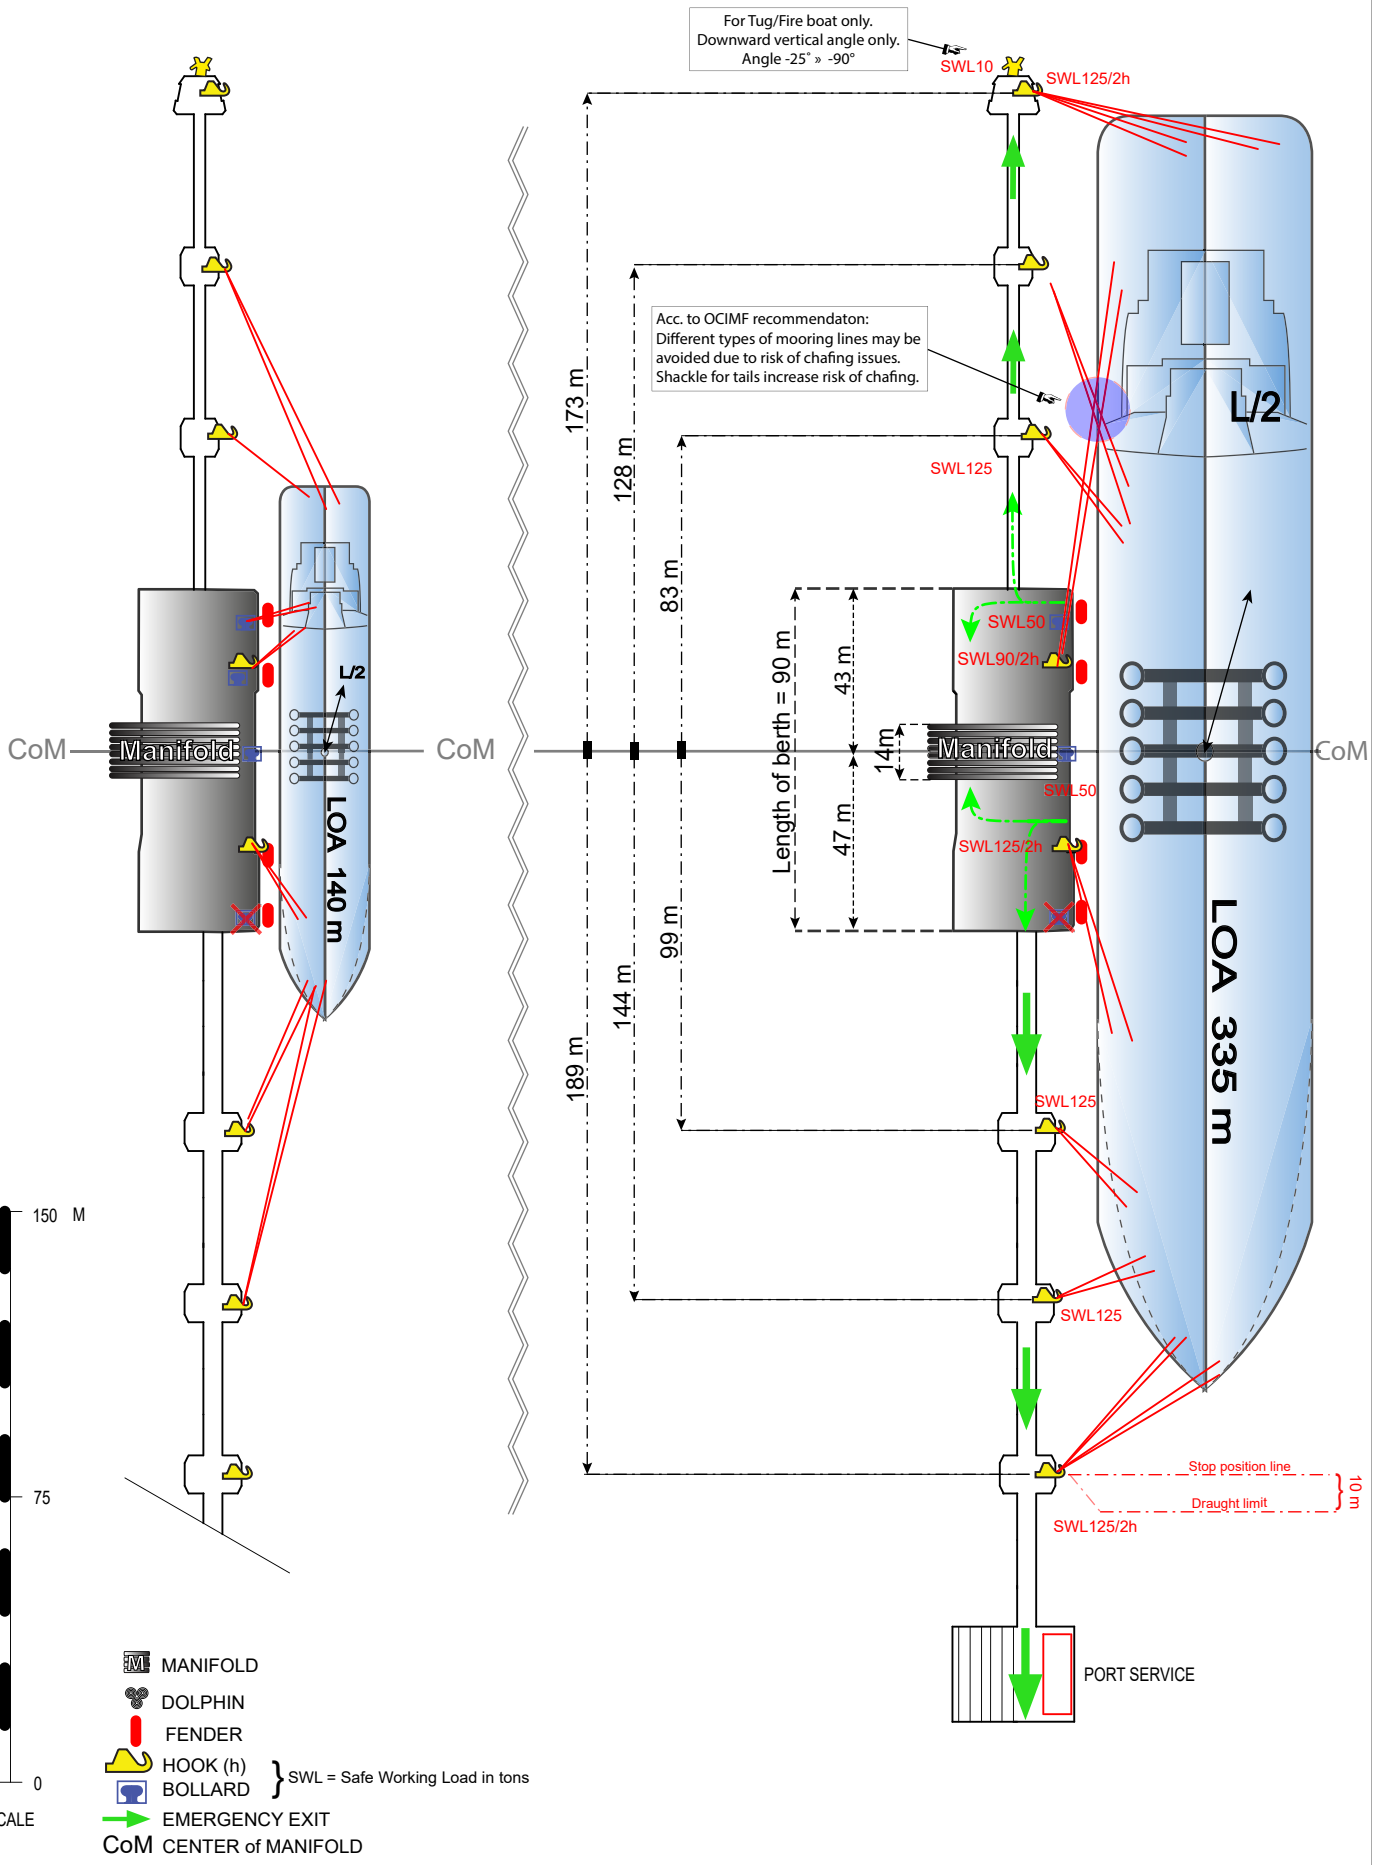 For Tug/Fire boat only.
Downward vertical angle only.
Angle -25° » -90°
SWL10
SWL125/2h
Acc. to OCIMF recommendaton:
Different types of mooring lines may be
avoided due to risk of chafing issues.
Shackle for tails increase risk of chafing.
173 m
128 m
83 m
SWL125
L/2
SWL50
SWL90/2h
Length of berth = 90 m
43 m
L/2
CoM
Manifold
CoM
14m
Manifold
CoM
SWL50
47 m
SWL125/2h
LOA 140 m
LOA 335 m
99 m
144 m
189 m
SWL125
SWL125
150 M
75
0
CALE
Stop position line
Draught limit
10 m
SWL125/2h
PORT SERVICE
M MANIFOLD
DOLPHIN
FENDER
HOOK (h)
BOLLARD
SWL = Safe Working Load in tons
EMERGENCY EXIT
CoM CENTER of MANIFOLD